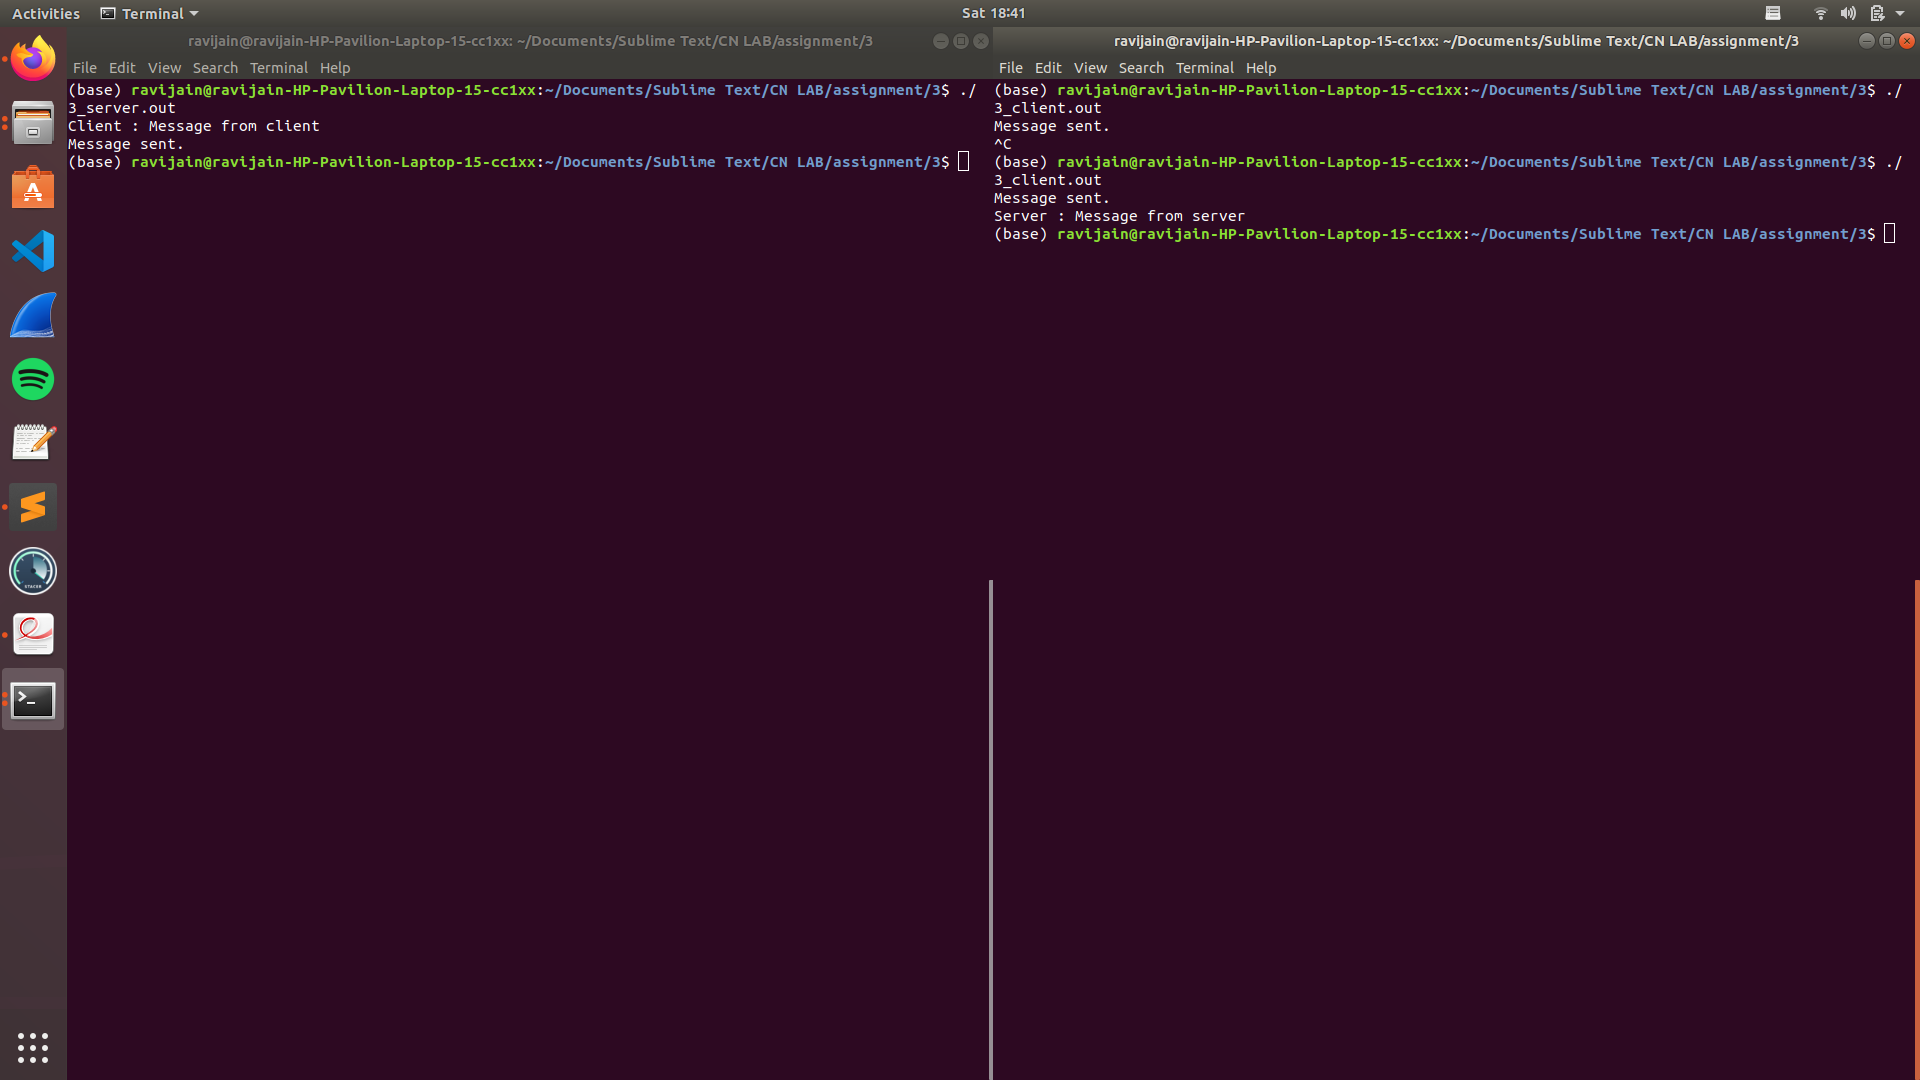 Activities Terminal Sat 18:41
ravijain@ravijain-HP-Pavilion-Laptop-15-cc1xx: ~/Documents/Sublime Text/CN LAB/assignment/3
File Edit View Search Terminal Help
(base) ravijain@ravijain-HP-Pavilion-Laptop-15-cc1xx:~/Documents/Sublime Text/CN LAB/assignment/3$ ./
3_server.out
Client : Message from client
Message sent.
(base) ravijain@ravijain-HP-Pavilion-Laptop-15-cc1xx:~/Documents/Sublime Text/CN LAB/assignment/3$
ravijain@ravijain-HP-Pavilion-Laptop-15-cc1xx: ~/Documents/Sublime Text/CN LAB/assignment/3
File Edit View Search Terminal Help
(base) ravijain@ravijain-HP-Pavilion-Laptop-15-cc1xx:~/Documents/Sublime Text/CN LAB/assignment/3$ ./
3_client.out
Message sent.
^C
(base) ravijain@ravijain-HP-Pavilion-Laptop-15-cc1xx:~/Documents/Sublime Text/CN LAB/assignment/3$ ./
3_client.out
Message sent.
Server : Message from server
(base) ravijain@ravijain-HP-Pavilion-Laptop-15-cc1xx:~/Documents/Sublime Text/CN LAB/assignment/3$
STACER